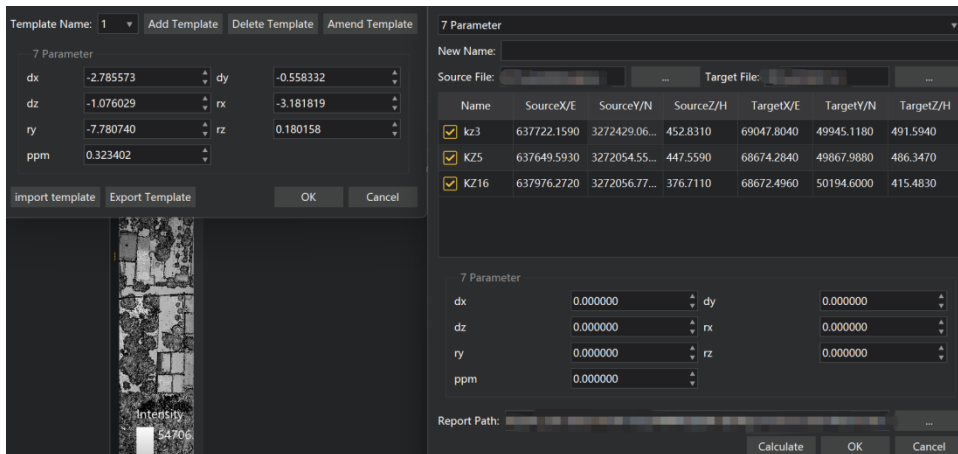 Template Name: 1 Add Template Delete Template Amend Template
7 Parameter
dx -2.785573 dy -0.558332
dz -1.076029 rx -3.181819
ry -7.780740 rz 0.180158
ppm 0.323402
import template Export Template OK Cancel
Intensity
54706
7 Parameter
New Name:
Source File: ... Target File: ...
Name SourceX/E SourceY/N SourceZ/H TargetX/E TargetY/N TargetZ/H
kz3 637722.1590 3272429.06... 452.8310 69047.8040 49945.1180 491.5940
KZ5 637649.5930 3272054.55... 447.5590 68674.2840 49867.9880 486.3470
KZ16 637976.2720 3272056.77... 376.7110 68672.4960 50194.6000 415.4830
7 Parameter
dx 0.000000 dy 0.000000
dz 0.000000 rx 0.000000
ry 0.000000 rz 0.000000
ppm 0.000000
Report Path: ...
Calculate OK Cancel